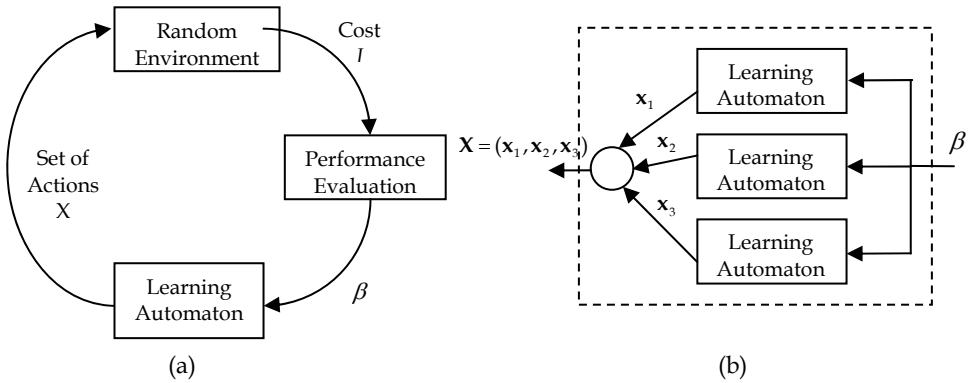 Random
Environment
Cost
I
Performance
Evaluation
Set of
Actions
X
Learning
Automaton
β
(a)
Learning
Automaton
x₁
X = (x₁, x₂, x₃)
x₂
Learning
Automaton
β
x₃
Learning
Automaton
(b)